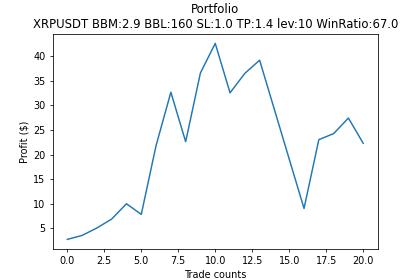 Portfolio
XRPUSDT BBM:2.9 BBL:160 SL:1.0 TP:1.4 lev:10 WinRatio:67.0
40
35
30
25
20
15
10
5
Profit ($)
0.0 2.5 5.0 7.5 10.0 12.5 15.0 17.5 20.0
Trade counts